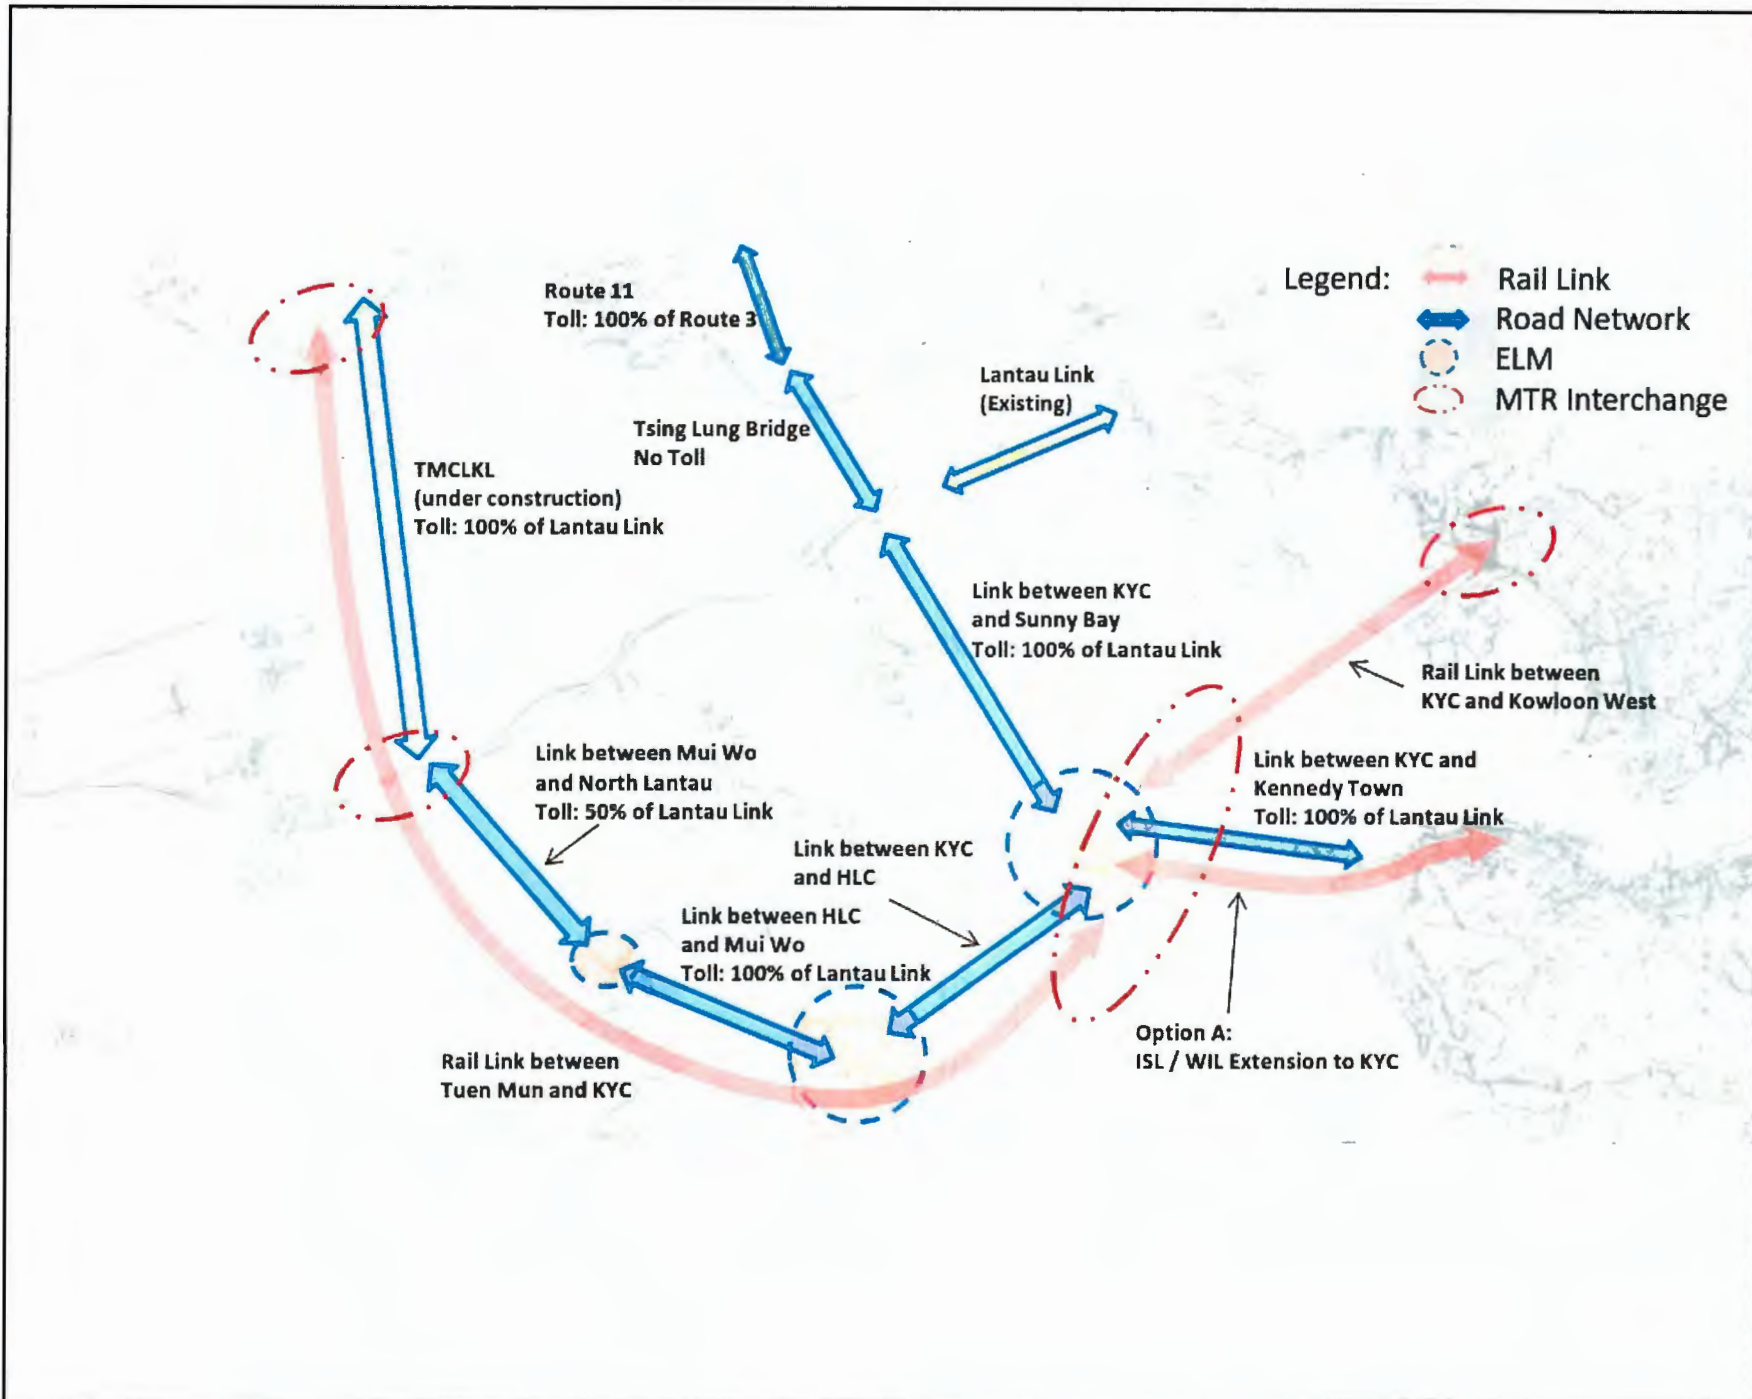 Route 11
Toll: 100% of Route 3
Legend:
Rail Link
Road Network
ELM
MTR Interchange
Lantau Link
(Existing)
Tsing Lung Bridge
No Toll
TMCLKL
(under construction)
Toll: 100% of Lantau Link
Link between KYC
and Sunny Bay
Toll: 100% of Lantau Link
Rail Link between
KYC and Kowloon West
Link between Mui Wo
and North Lantau
Toll: 50% of Lantau Link
Link between KYC and
Kennedy Town
Toll: 100% of Lantau Link
Link between KYC
and HLC
Link between HLC
and Mui Wo
Toll: 100% of Lantau Link
Option A:
ISL / WIL Extension to KYC
Rail Link between
Tuen Mun and KYC